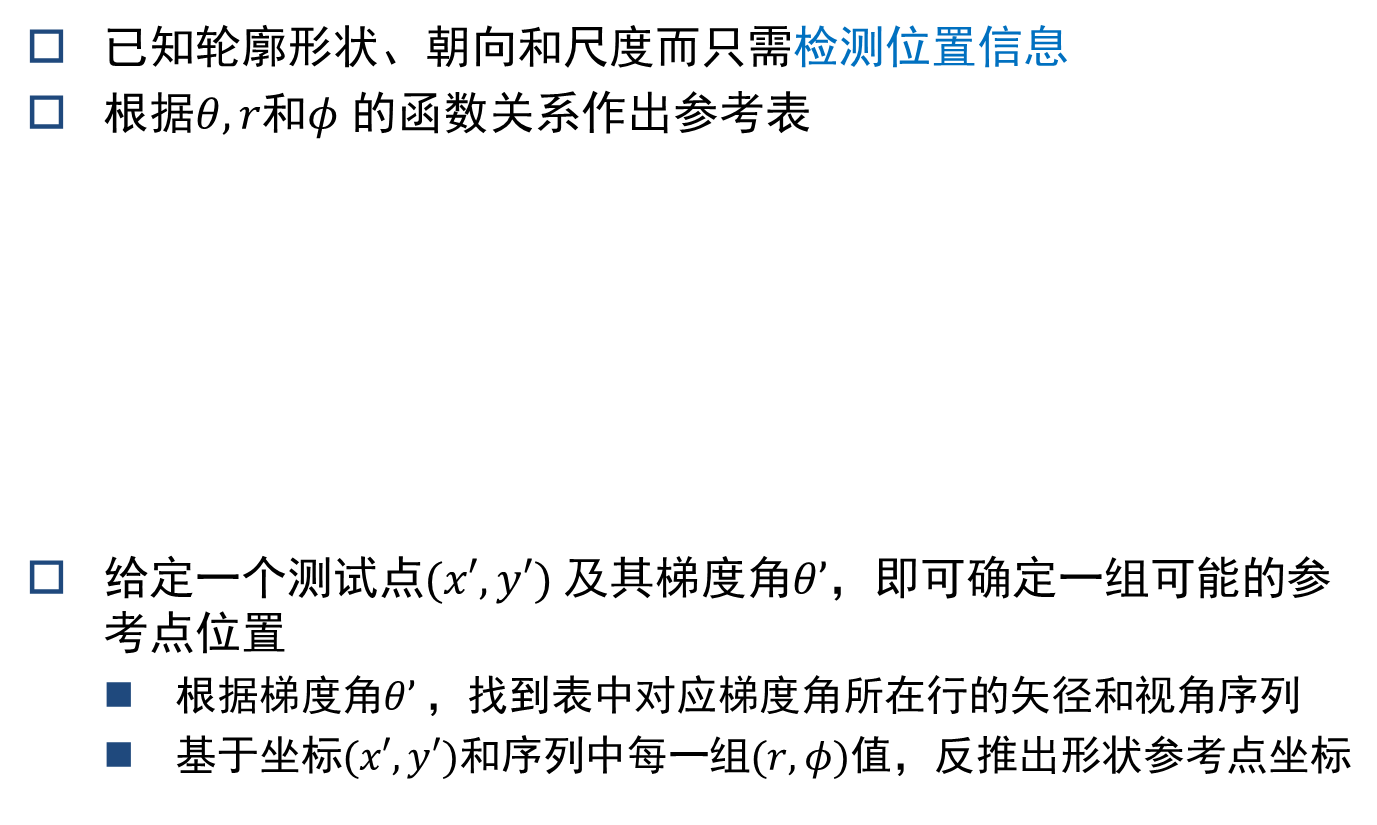 已知轮廓形状、朝向和尺度而只需检测位置信息
根据θ, r和ϕ 的函数关系作出参考表
给定一个测试点(x′, y′) 及其梯度角θ’，即可确定一组可能的参
考点位置
根据梯度角θ’ ，找到表中对应梯度角所在行的矢径和视角序列
基于坐标(x′, y′)和序列中每一组(r, ϕ)值，反推出形状参考点坐标